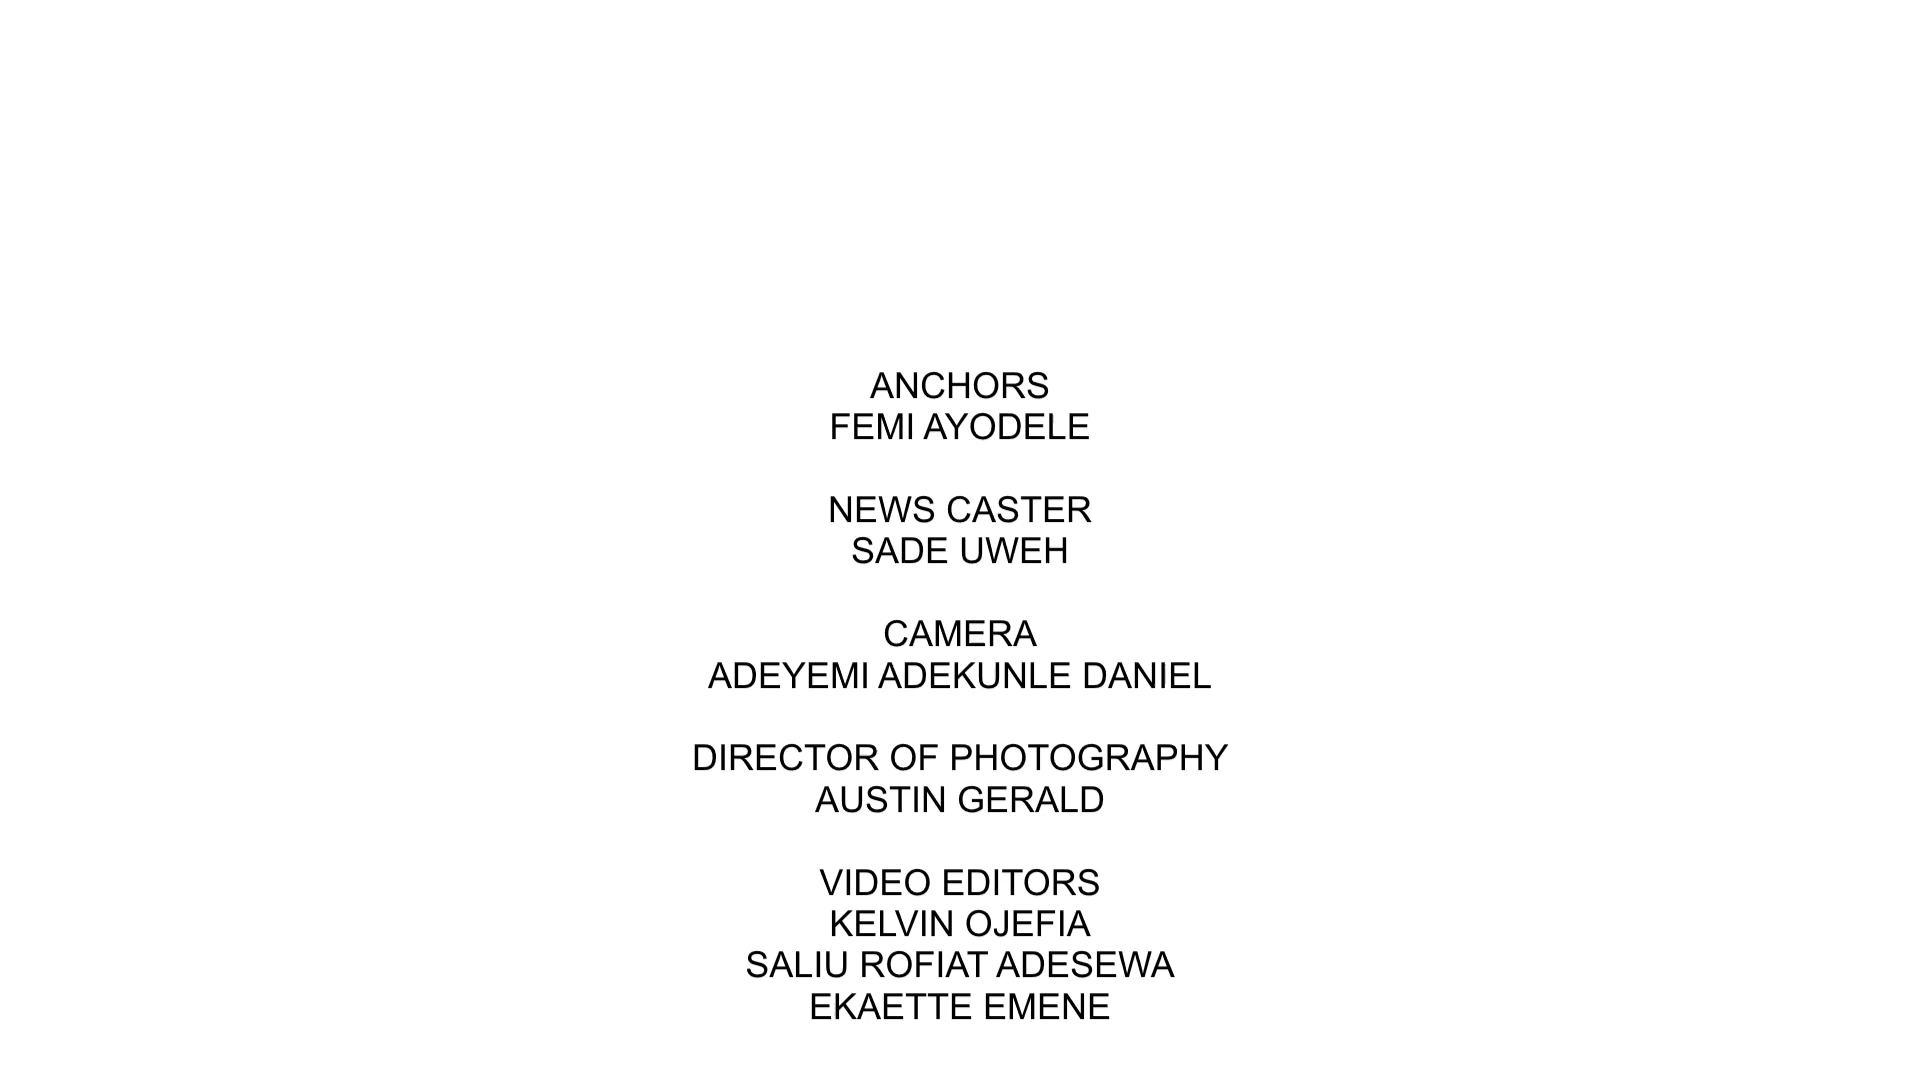 ANCHORS
FEMI AYODELE
NEWS CASTER
SADE UWEH
CAMERA
ADEYEMI ADEKUNLE DANIEL
DIRECTOR OF PHOTOGRAPHY
AUSTIN GERALD
VIDEO EDITORS
KELVIN OJEFIA
SALIU ROFIAT ADESEWA
EKAETTE EMENE